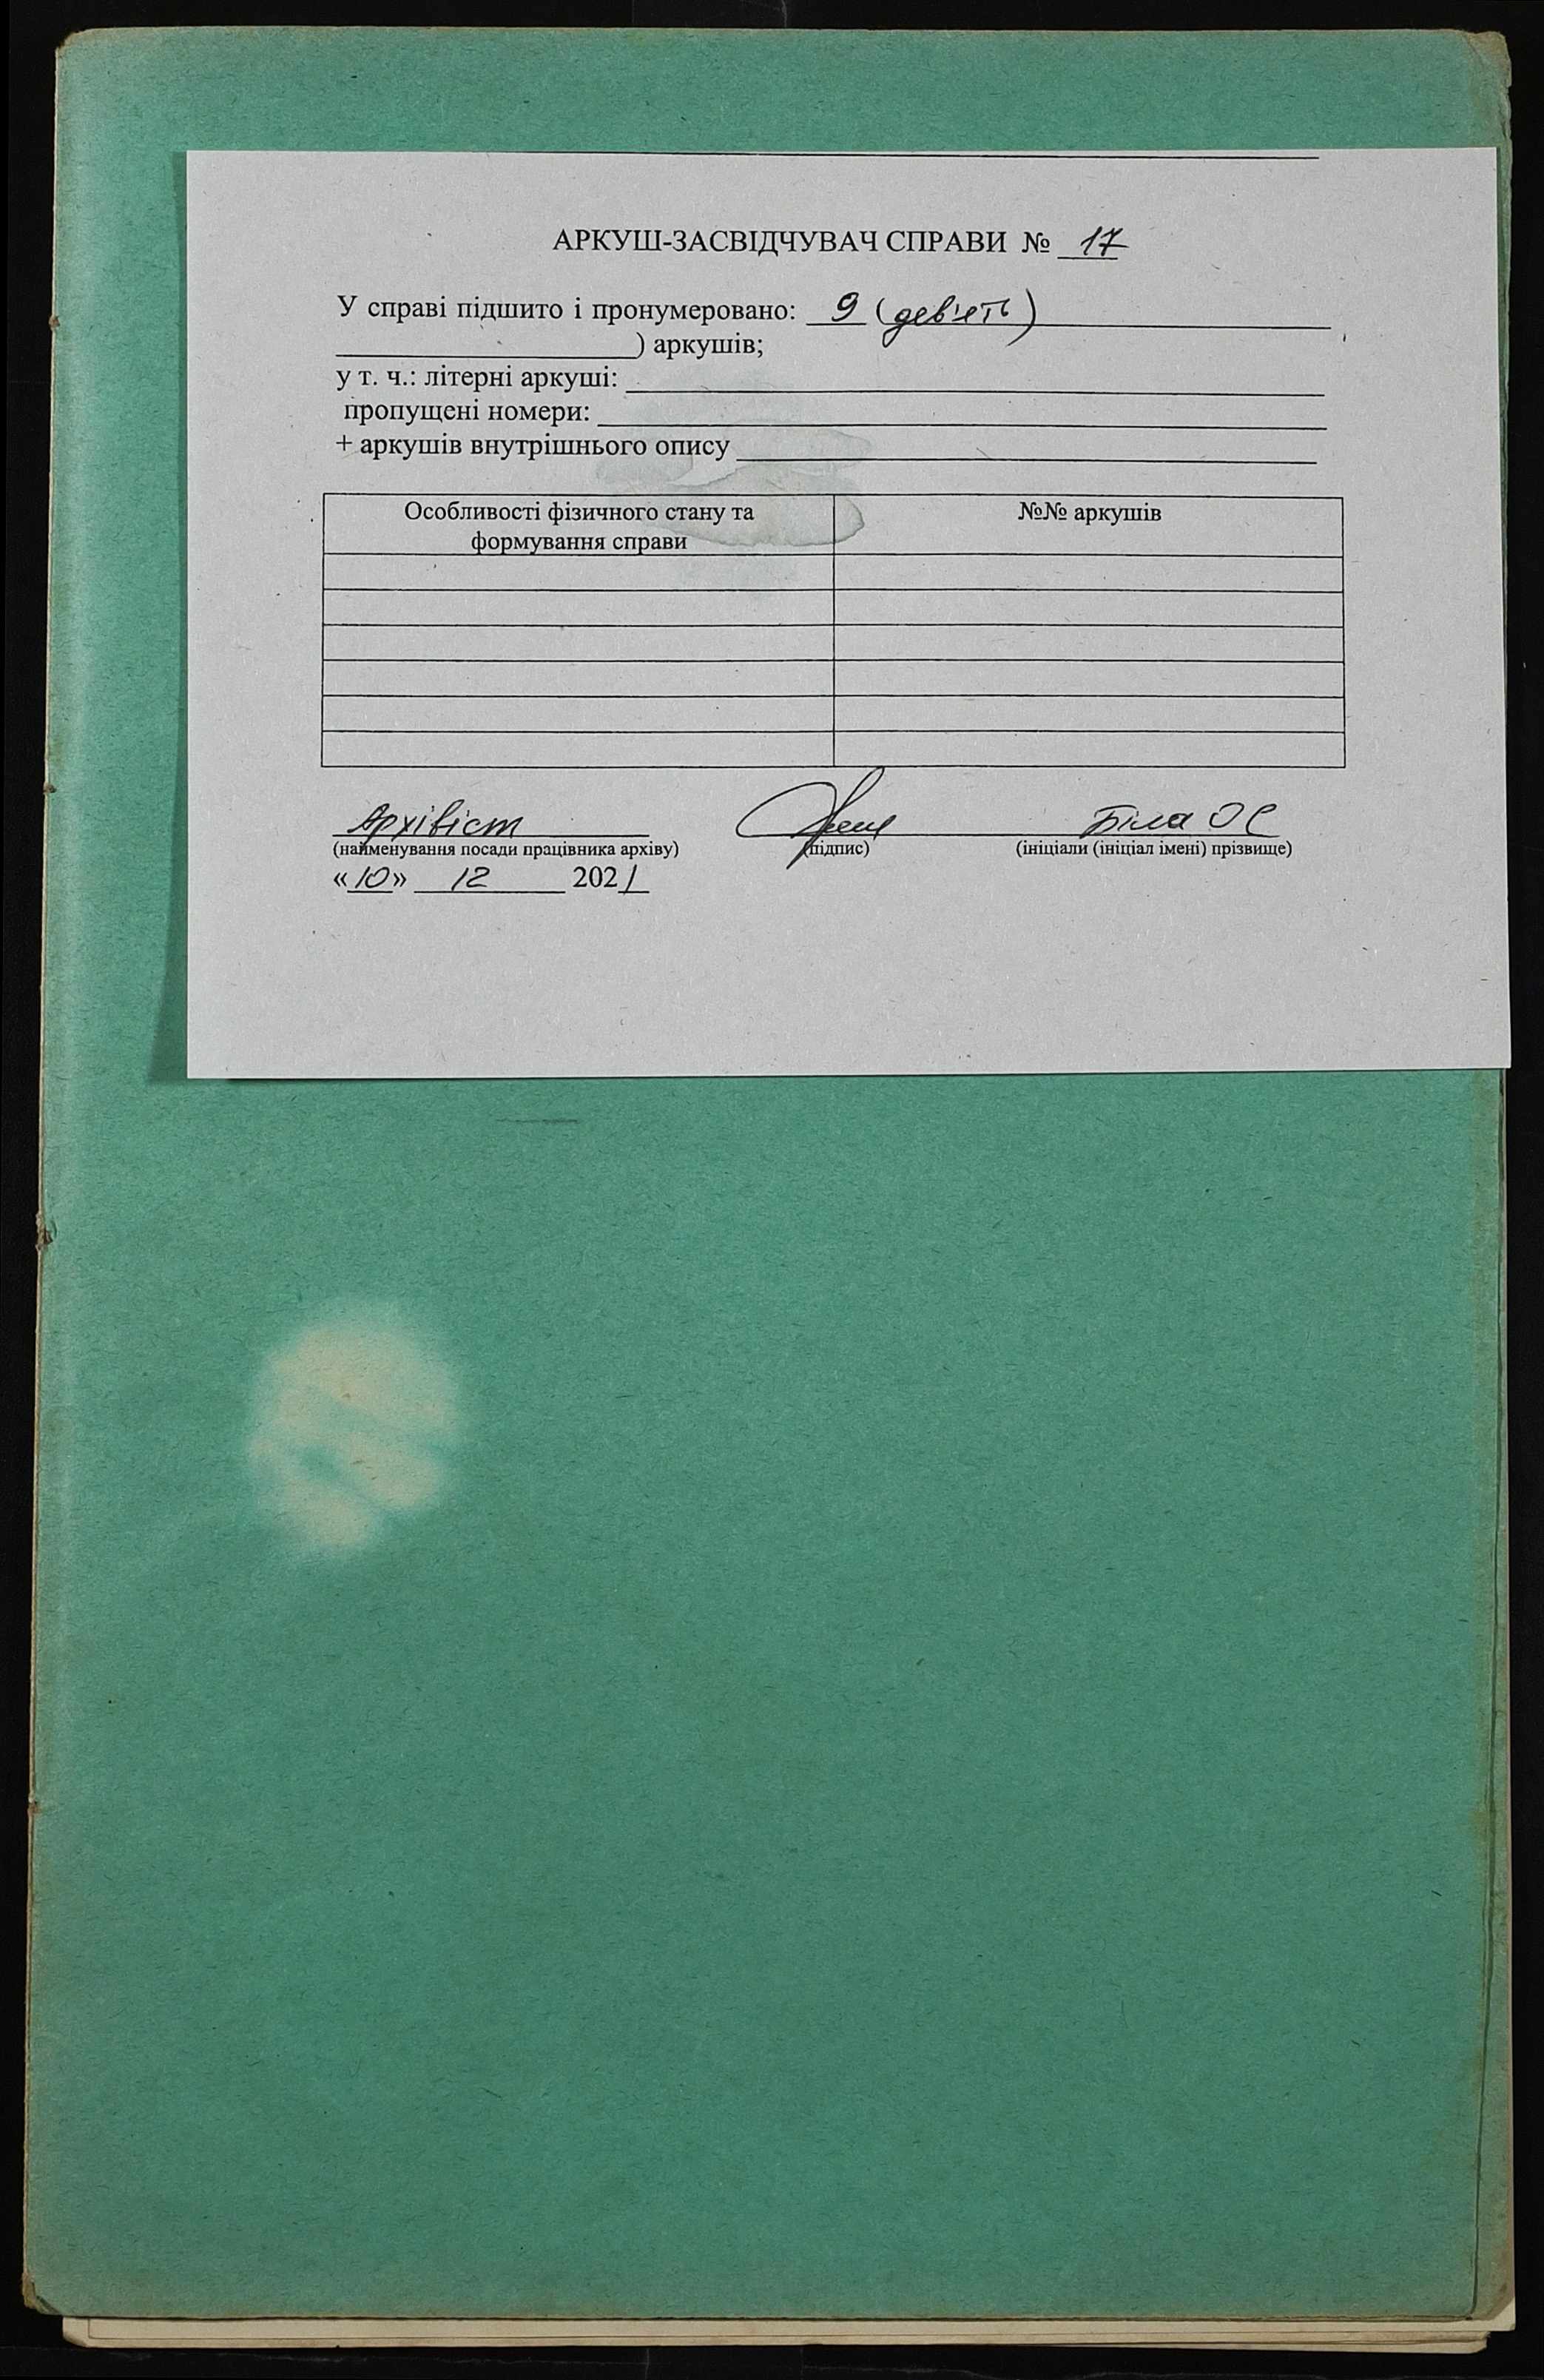 АРКУШ-ЗАСВІДЧУВАЧ СПРАВИ № 17
У справі підшито і пронумеровано: 9 (дев'ять)
) аркушів;
у т. ч.: літерні аркуші:
пропущені номери:
+ аркушів внутрішнього опису
Особливості фізичного стану та №№ аркушів
формування справи
Архівіст Біла ОС
(найменування посади працівника архіву) (підпис) (ініціали (ініціал імені) прізвище)
«10» 12 2021